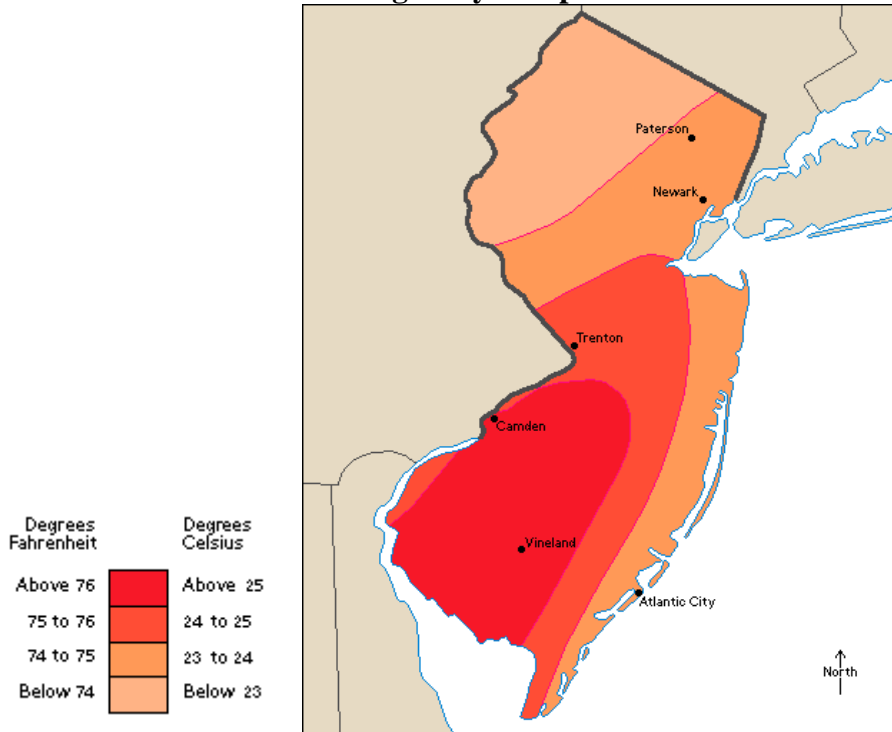 Paterson
Newark
Trenton
Camden
Vineland
Atlantic City
North
Degrees Fahrenheit
Degrees Celsius
Above 76
Above 25
75 to 76
24 to 25
74 to 75
23 to 24
Below 74
Below 23